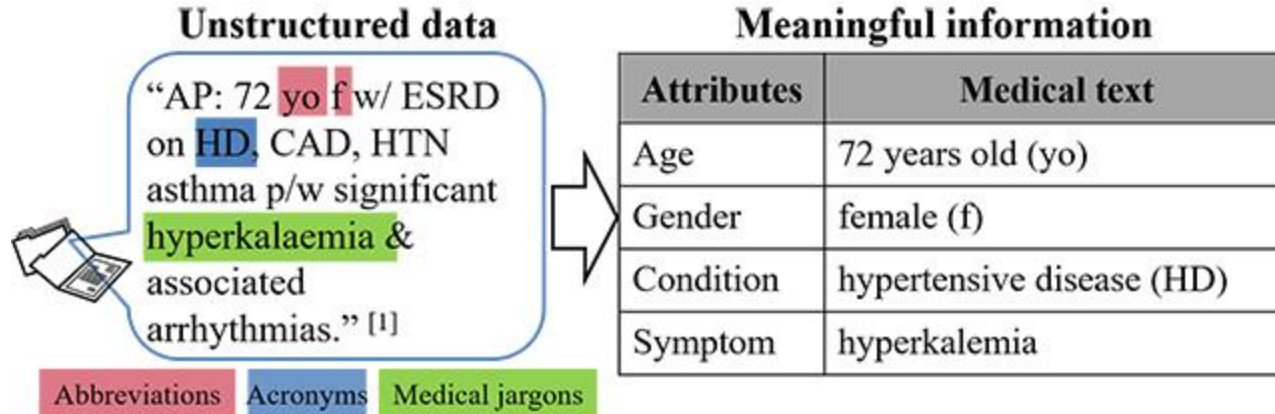 Unstructured data
“AP: 72 yo f w/ ESRD
on HD, CAD, HTN
asthma p/w significant
hyperkalaemia &
associated
arrhythmias.” [1]
Abbreviations Acronyms Medical jargons
Meaningful information
Attributes Medical text
Age 72 years old (yo)
Gender female (f)
Condition hypertensive disease (HD)
Symptom hyperkalemia